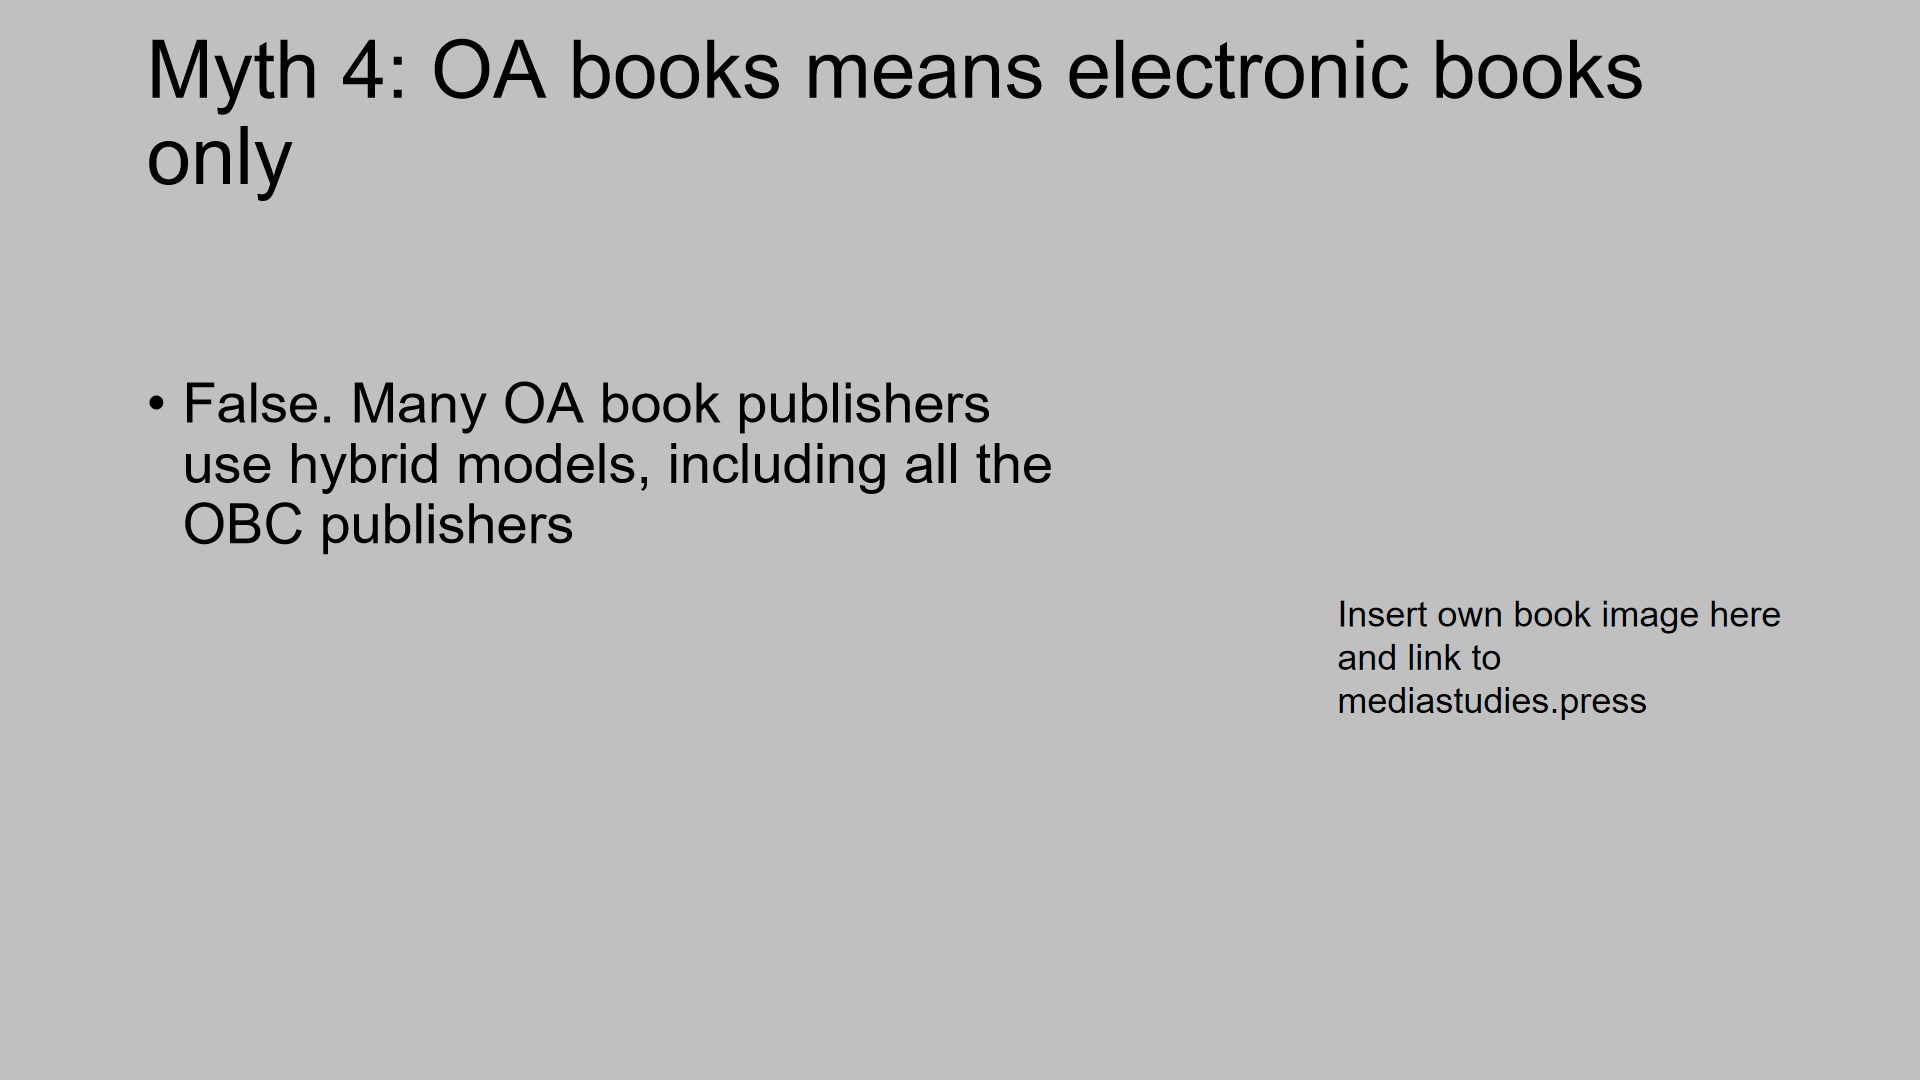 Myth 4: OA books means electronic books
only
• False. Many OA book publishers
use hybrid models, including all the
OBC publishers
Insert own book image here
and link to
mediastudies.press